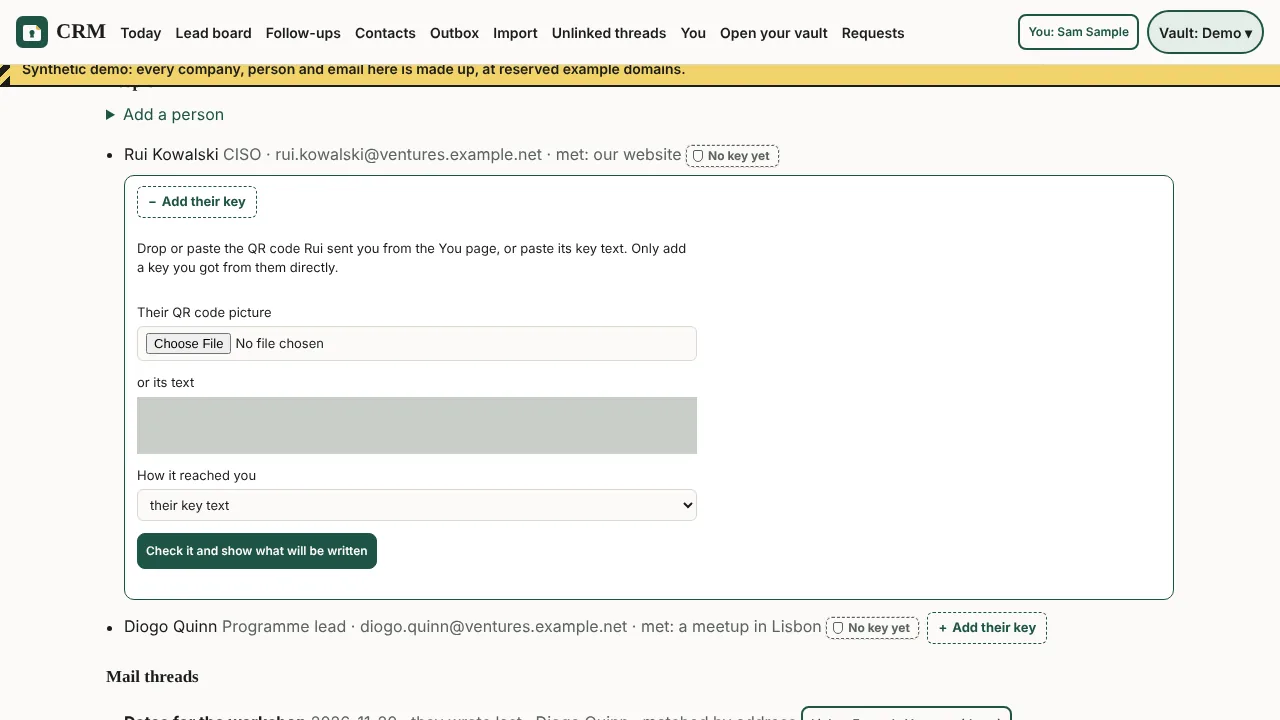 CRM Today Lead board Follow-ups Contacts Outbox Import Unlinked threads You Open your vault Requests You: Sam Sample Vault: Demo ▾
Synthetic demo: every company, person and email here is made up, at reserved example domains.
▶ Add a person
• Rui Kowalski CISO · rui.kowalski@ventures.example.net · met: our website No key yet
− Add their key
Drop or paste the QR code Rui sent you from the You page, or paste its key text. Only add
a key you got from them directly.
Their QR code picture
Choose File No file chosen
or its text
How it reached you
their key text
Check it and show what will be written
• Diogo Quinn Programme lead · diogo.quinn@ventures.example.net · met: a meetup in Lisbon No key yet + Add their key
Mail threads